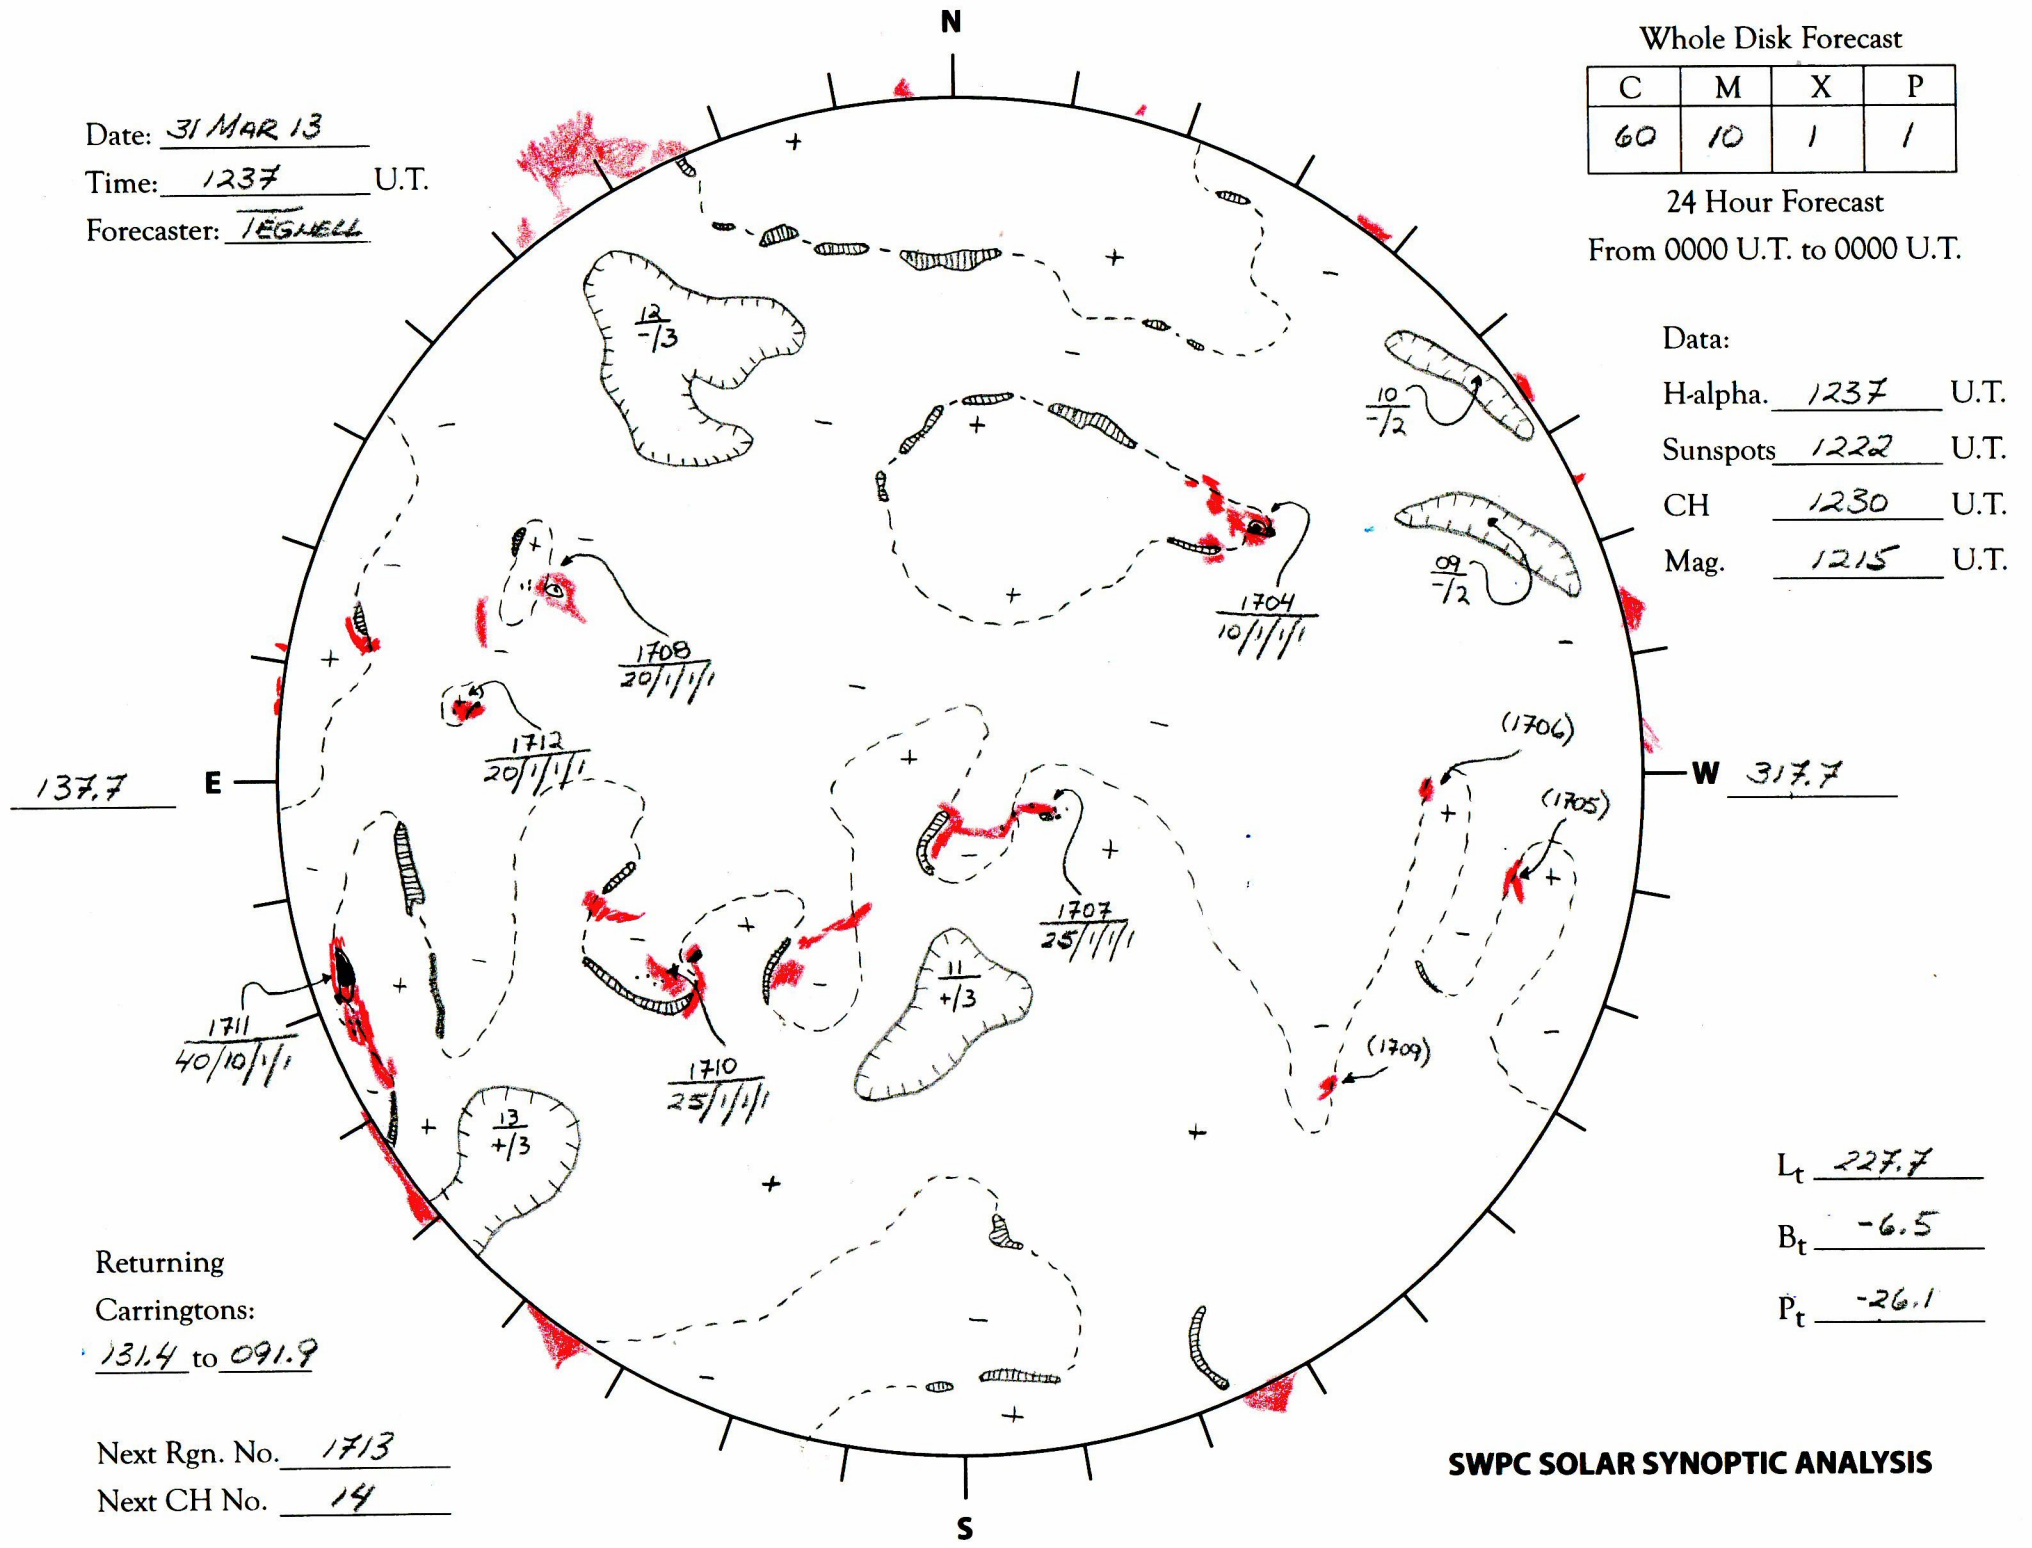 N
Whole Disk Forecast
C M X P
60 10 1 1
24 Hour Forecast
From 0000 U.T. to 0000 U.T.
Date: 31 MAR 13
Time: 1237 U.T.
Forecaster: TEGNELL
Data:
H-alpha. 1237 U.T.
Sunspots 1222 U.T.
CH 1230 U.T.
Mag. 1215 U.T.
12
-/3
10
-/2
09
-/2
1704
10/1/1/1
1708
20/1/1/1
1712
20/1/1/1
(1706)
(1705)
137.7 E
W 317.7
1707
25/1/1/1
11
+/3
1711
40/10/1/1
1710
25/1/1/1
(1709)
13
+/3
Lt 227.7
Bt -6.5
Pt -26.1
Returning
Carringtons:
131.4 to 091.9
Next Rgn. No. 1713
Next CH No. 14
SWPC SOLAR SYNOPTIC ANALYSIS
S